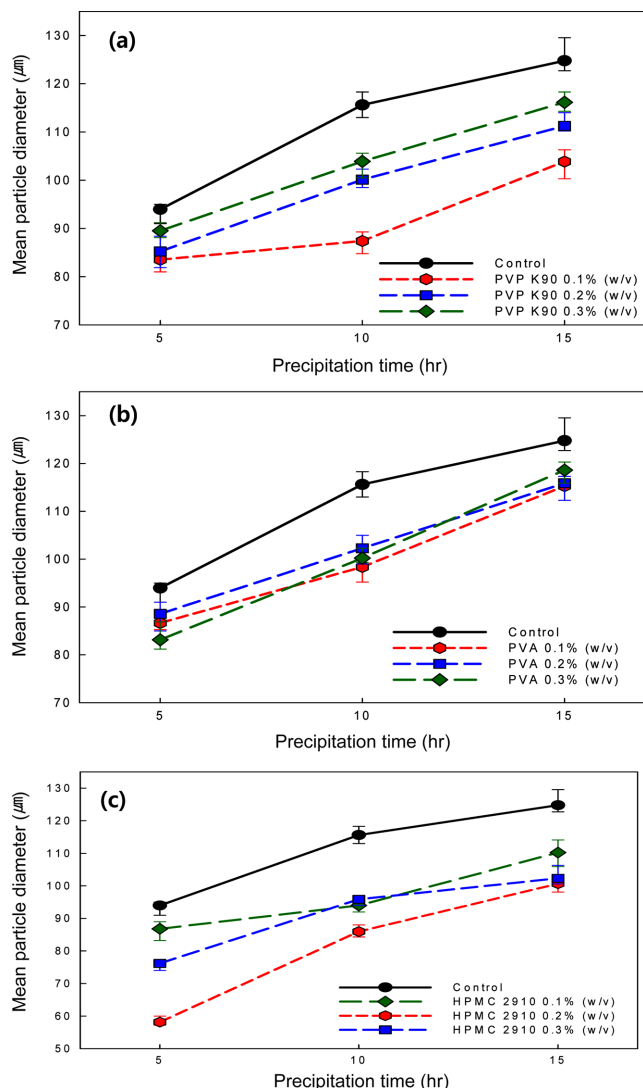 (a)
Mean particle diameter (㎛)
130
120
110
100
90
80
70
Control
PVP K90 0.1% (w/v)
PVP K90 0.2% (w/v)
PVP K90 0.3% (w/v)
5
10
15
Precipitation time (hr)
(b)
Mean particle diameter (㎛)
130
120
110
100
90
80
70
Control
PVA 0.1% (w/v)
PVA 0.2% (w/v)
PVA 0.3% (w/v)
5
10
15
Precipitation time (hr)
(c)
Mean particle diameter (㎛)
130
120
110
100
90
80
70
60
50
Control
HPMC 2910 0.1% (w/v)
HPMC 2910 0.2% (w/v)
HPMC 2910 0.3% (w/v)
5
10
15
Precipitation time (hr)